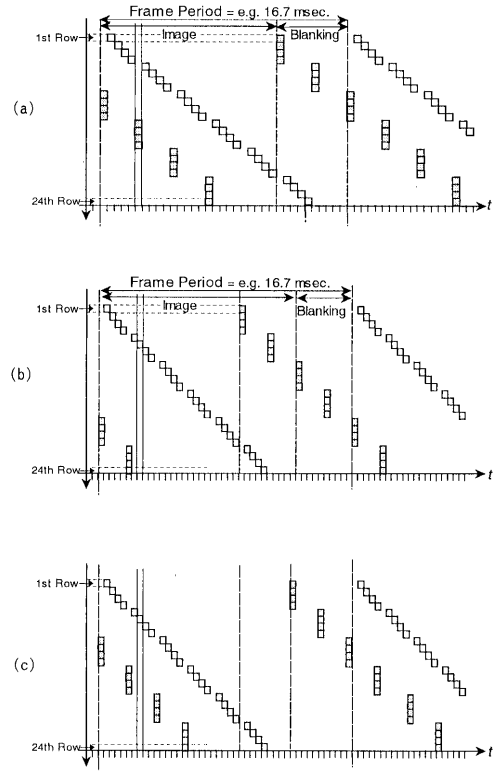 Frame Period = e.g. 16.7 msec.
Image
Blanking
1st Row
(a)
24th Row
t
Frame Period = e.g. 16.7 msec.
Image
Blanking
1st Row
(b)
24th Row
t
1st Row
(c)
24th Row
t